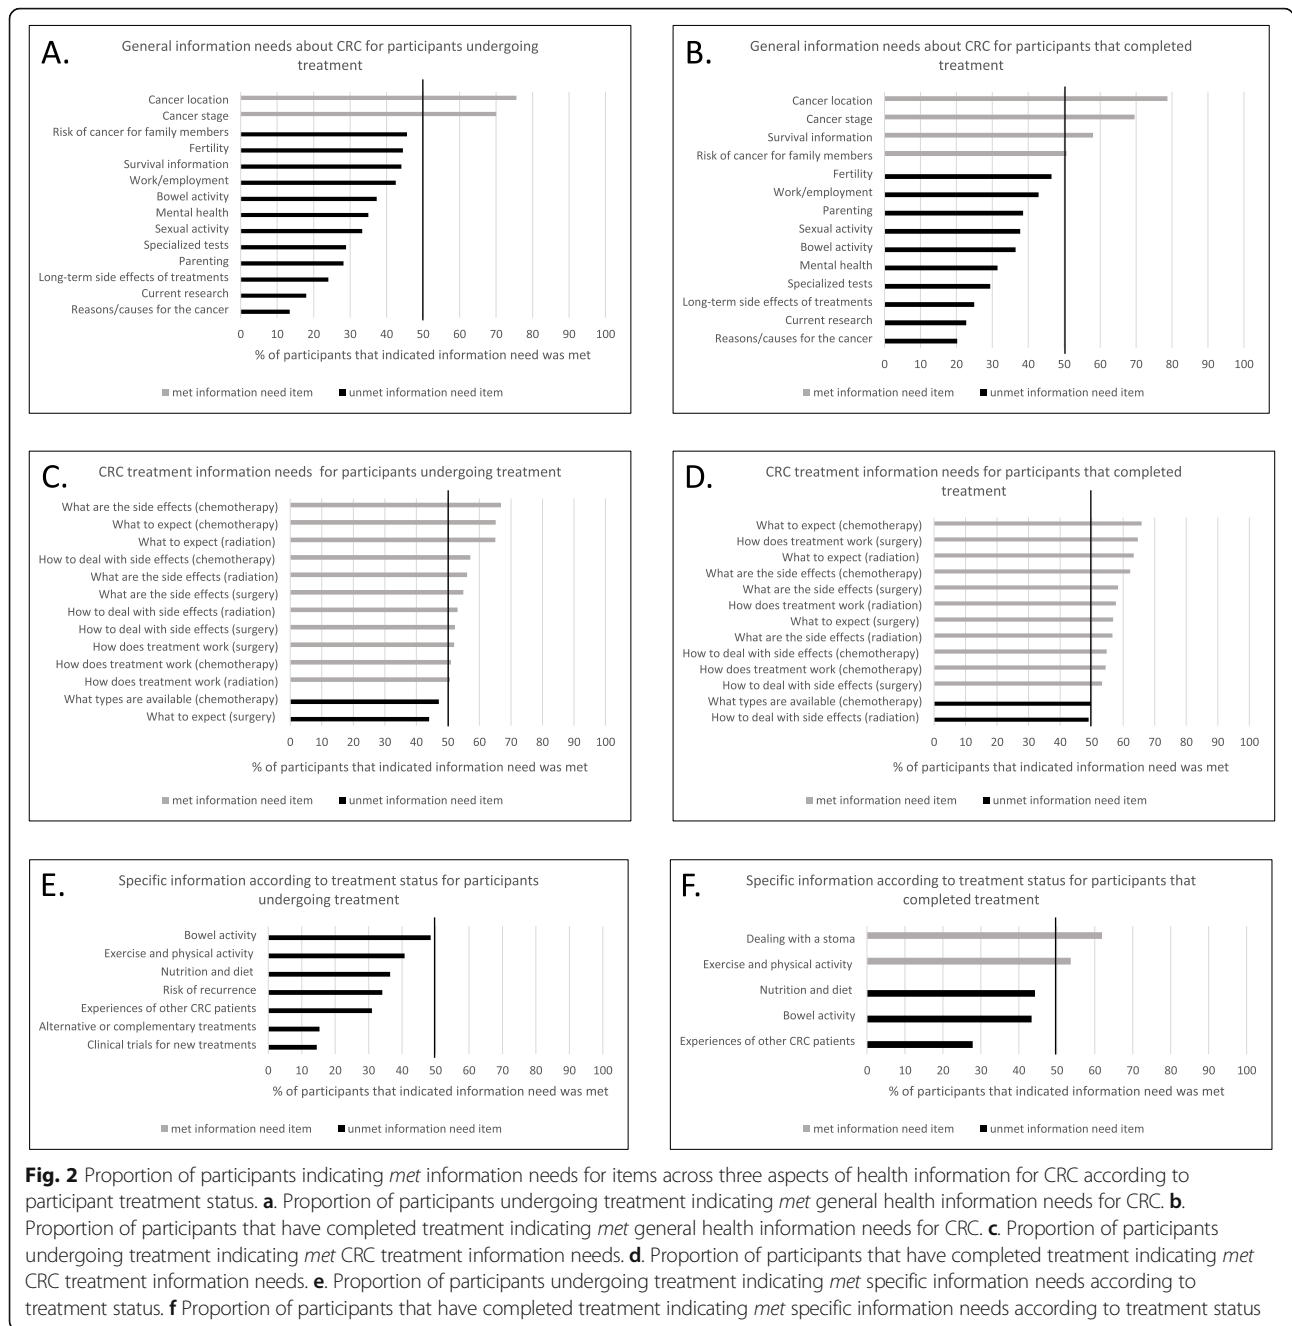 A.
General information needs about CRC for participants undergoing
treatment
Cancer location
Cancer stage
Risk of cancer for family members
Fertility
Survival information
Work/employment
Bowel activity
Mental health
Sexual activity
Specialized tests
Parenting
Long-term side effects of treatments
Current research
Reasons/causes for the cancer
0 10 20 30 40 50 60 70 80 90 100
% of participants that indicated information need was met
met information need item unmet information need item
B.
General information needs about CRC for participants that completed
treatment
Cancer location
Cancer stage
Survival information
Risk of cancer for family members
Fertility
Work/employment
Parenting
Sexual activity
Bowel activity
Mental health
Specialized tests
Long-term side effects of treatments
Current research
Reasons/causes for the cancer
0 10 20 30 40 50 60 70 80 90 100
met information need item unmet information need item
C.
CRC treatment information needs for participants undergoing treatment
What are the side effects (chemotherapy)
What to expect (chemotherapy)
What to expect (radiation)
How to deal with side effects (chemotherapy)
What are the side effects (radiation)
What are the side effects (surgery)
How to deal with side effects (radiation)
How to deal with side effects (surgery)
How does treatment work (surgery)
How does treatment work (chemotherapy)
How does treatment work (radiation)
What types are available (chemotherapy)
What to expect (surgery)
0 10 20 30 40 50 60 70 80 90 100
% of participants that indicated information need was met
met information need item unmet information need item
D.
CRC treatment information needs for participants that completed
treatment
What to expect (chemotherapy)
How does treatment work (surgery)
What to expect (radiation)
What are the side effects (chemotherapy)
What are the side effects (surgery)
How does treatment work (radiation)
What to expect (surgery)
What are the side effects (radiation)
How to deal with side effects (chemotherapy)
How does treatment work (chemotherapy)
How to deal with side effects (surgery)
What types are available (chemotherapy)
How to deal with side effects (radiation)
0 10 20 30 40 50 60 70 80 90 100
% of participants that indicated information need was met
met information need item unmet information need item
E.
Specific information according to treatment status for participants
undergoing treatment
Bowel activity
Exercise and physical activity
Nutrition and diet
Risk of recurrence
Experiences of other CRC patients
Alternative or complementary treatments
Clinical trials for new treatments
0 10 20 30 40 50 60 70 80 90 100
% of participants that indicated information need was met
met information need item unmet information need item
F.
Specific information according to treatment status for participants that
completed treatment
Dealing with a stoma
Exercise and physical activity
Nutrition and diet
Bowel activity
Experiences of other CRC patients
0 10 20 30 40 50 60 70 80 90 100
% of participants that indicated information need was met
met information need item unmet information need item
Fig. 2 Proportion of participants indicating met information needs for items across three aspects of health information for CRC according to
participant treatment status. a. Proportion of participants undergoing treatment indicating met general health information needs for CRC. b.
Proportion of participants that have completed treatment indicating met general health information needs for CRC. c. Proportion of participants
undergoing treatment indicating met CRC treatment information needs. d. Proportion of participants that have completed treatment indicating met
CRC treatment information needs. e. Proportion of participants undergoing treatment indicating met specific information needs according to
treatment status. f Proportion of participants that have completed treatment indicating met specific information needs according to treatment status